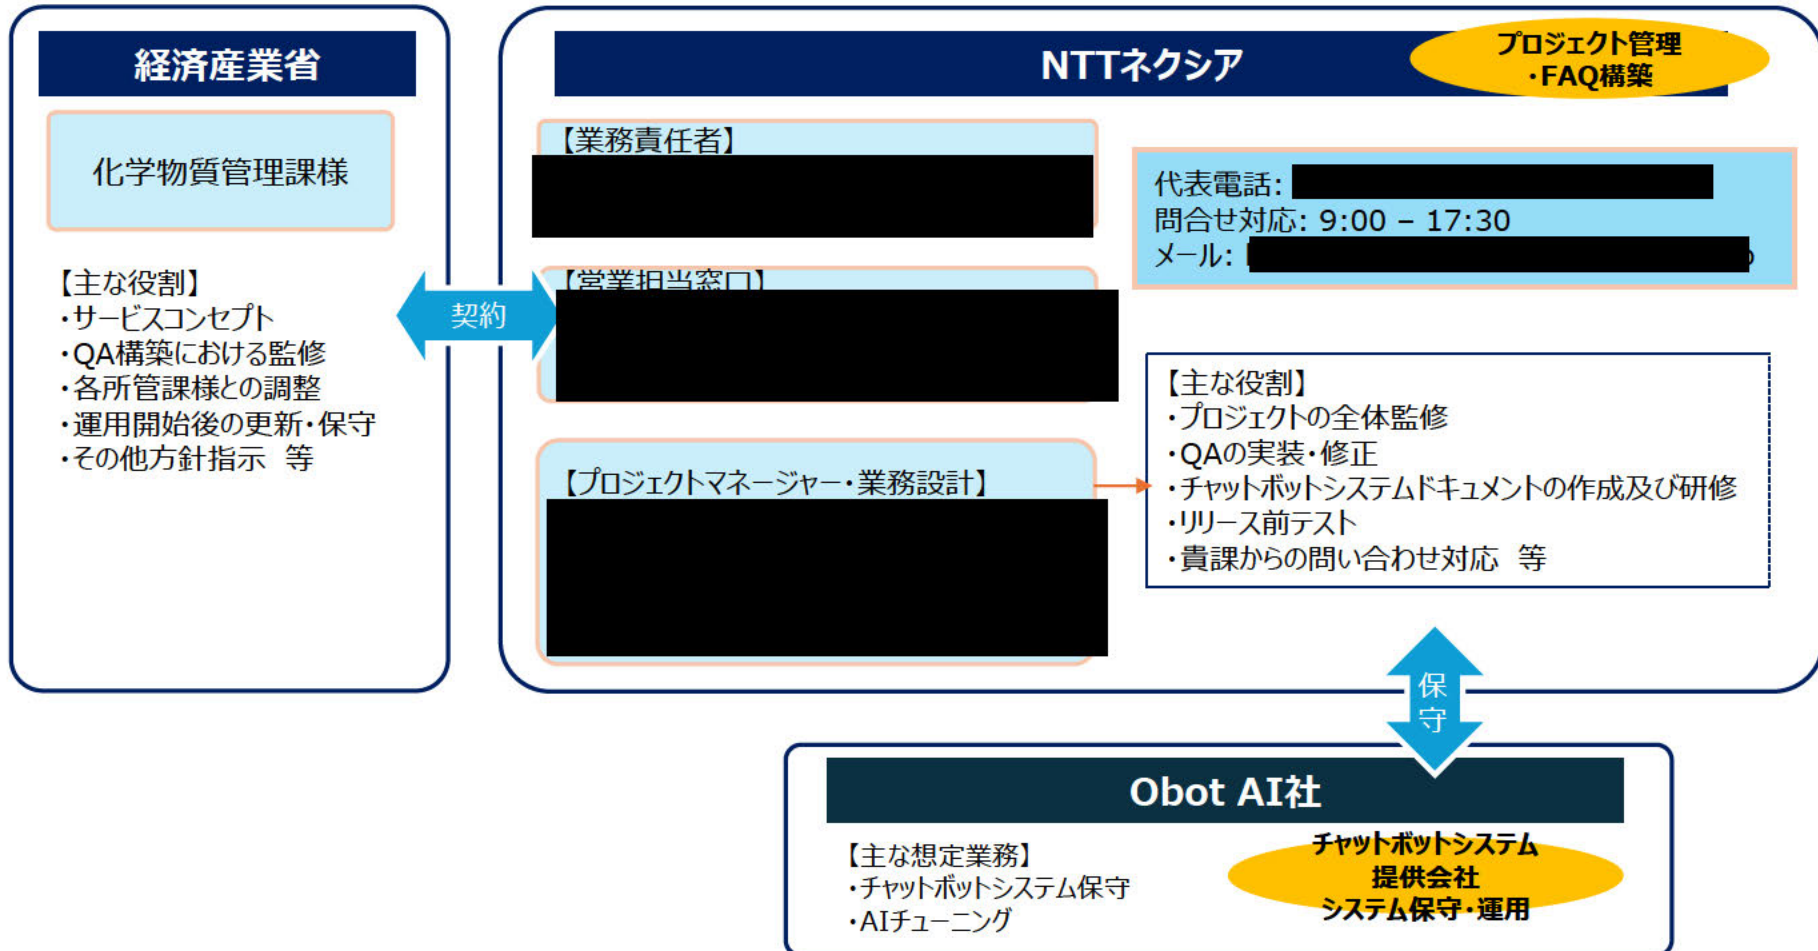 経済産業省
化学物質管理課様
【主な役割】
・サービスコンセプト
・QA構築における監修
・各所管課様との調整
・運用開始後の更新・保守
・その他方針指示 等
契約
NTTネクシア
プロジェクト管理
・FAQ構築
【業務責任者】
【営業担当窓口】
【プロジェクトマネージャー・業務設計】
代表電話:
問合せ対応: 9:00 – 17:30
メール:
【主な役割】
・プロジェクトの全体監修
・QAの実装・修正
・チャットボットシステムドキュメントの作成及び研修
・リリース前テスト
・貴課からの問い合わせ対応 等
保
守
Obot AI社
【主な想定業務】
・チャットボットシステム保守
・AIチューニング
チャットボットシステム
提供会社
システム保守・運用